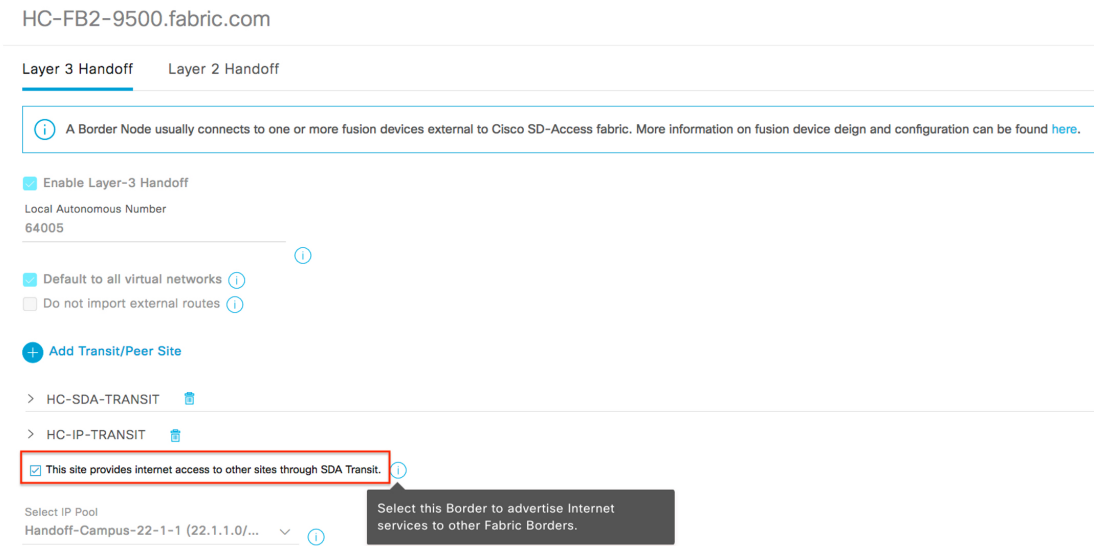 HC-FB2-9500.fabric.com
Layer 3 Handoff Layer 2 Handoff
A Border Node usually connects to one or more fusion devices external to Cisco SD-Access fabric. More information on fusion device deign and configuration can be found here.
Enable Layer-3 Handoff
Local Autonomous Number
64005
Default to all virtual networks
Do not import external routes
Add Transit/Peer Site
HC-SDA-TRANSIT
HC-IP-TRANSIT
This site provides internet access to other sites through SDA Transit.
Select this Border to advertise Internet
services to other Fabric Borders.
Select IP Pool
Handoff-Campus-22-1-1 (22.1.1.0/...